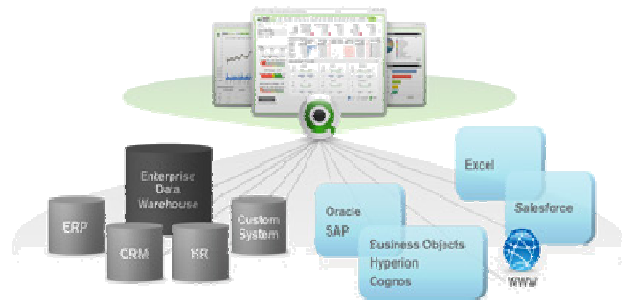 Enterprise
Data
Warehouse
ERP
CRM
HR
Custom
System
Oracle
SAP
Business Objects
Hyperion
Cognos
Excel
Salesforce
WWW